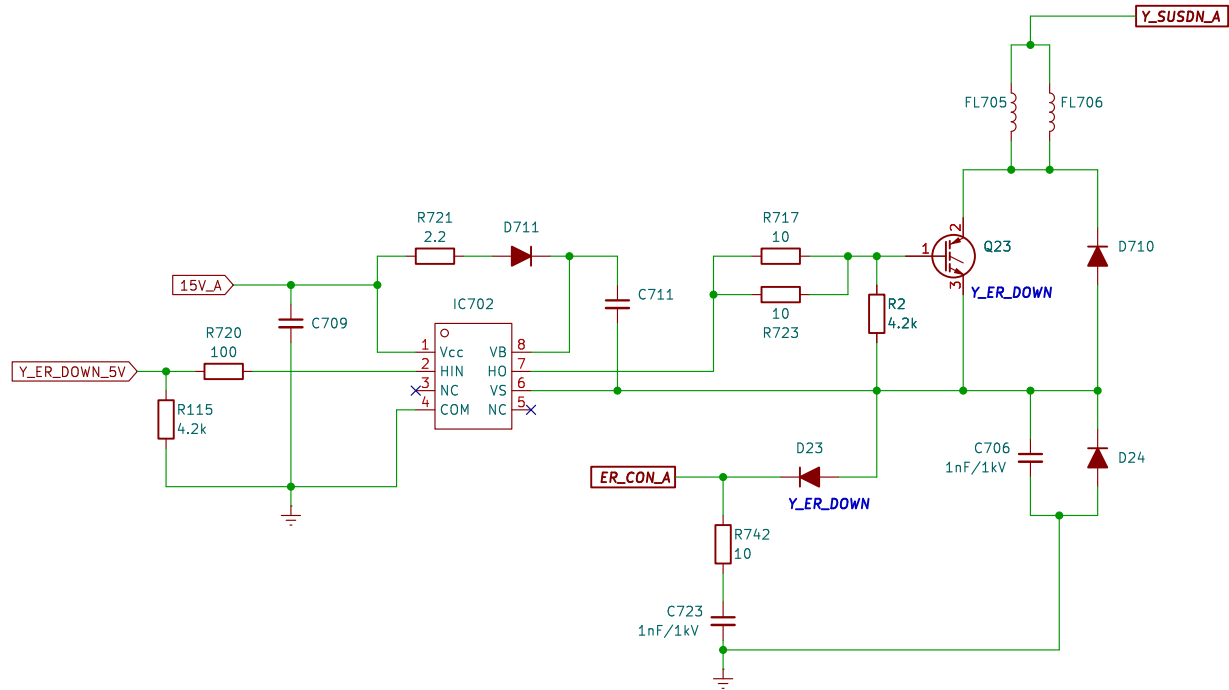 Y_SUSDN_A
FL705
FL706
R717
10
R721
2.2
D711
1
2
3
Q23
D710
15V_A
C711
Y_ER_DOWN
IC702
10
R723
R2
4.2k
C709
R720
100
Y_ER_DOWN_5V
1
2
3
4
Vcc
HIN
NC
COM
VB
HO
VS
NC
8
7
6
5
R115
4.2k
D23
C706
1nF/1kV
D24
ER_CON_A
Y_ER_DOWN
R742
10
C723
1nF/1kV